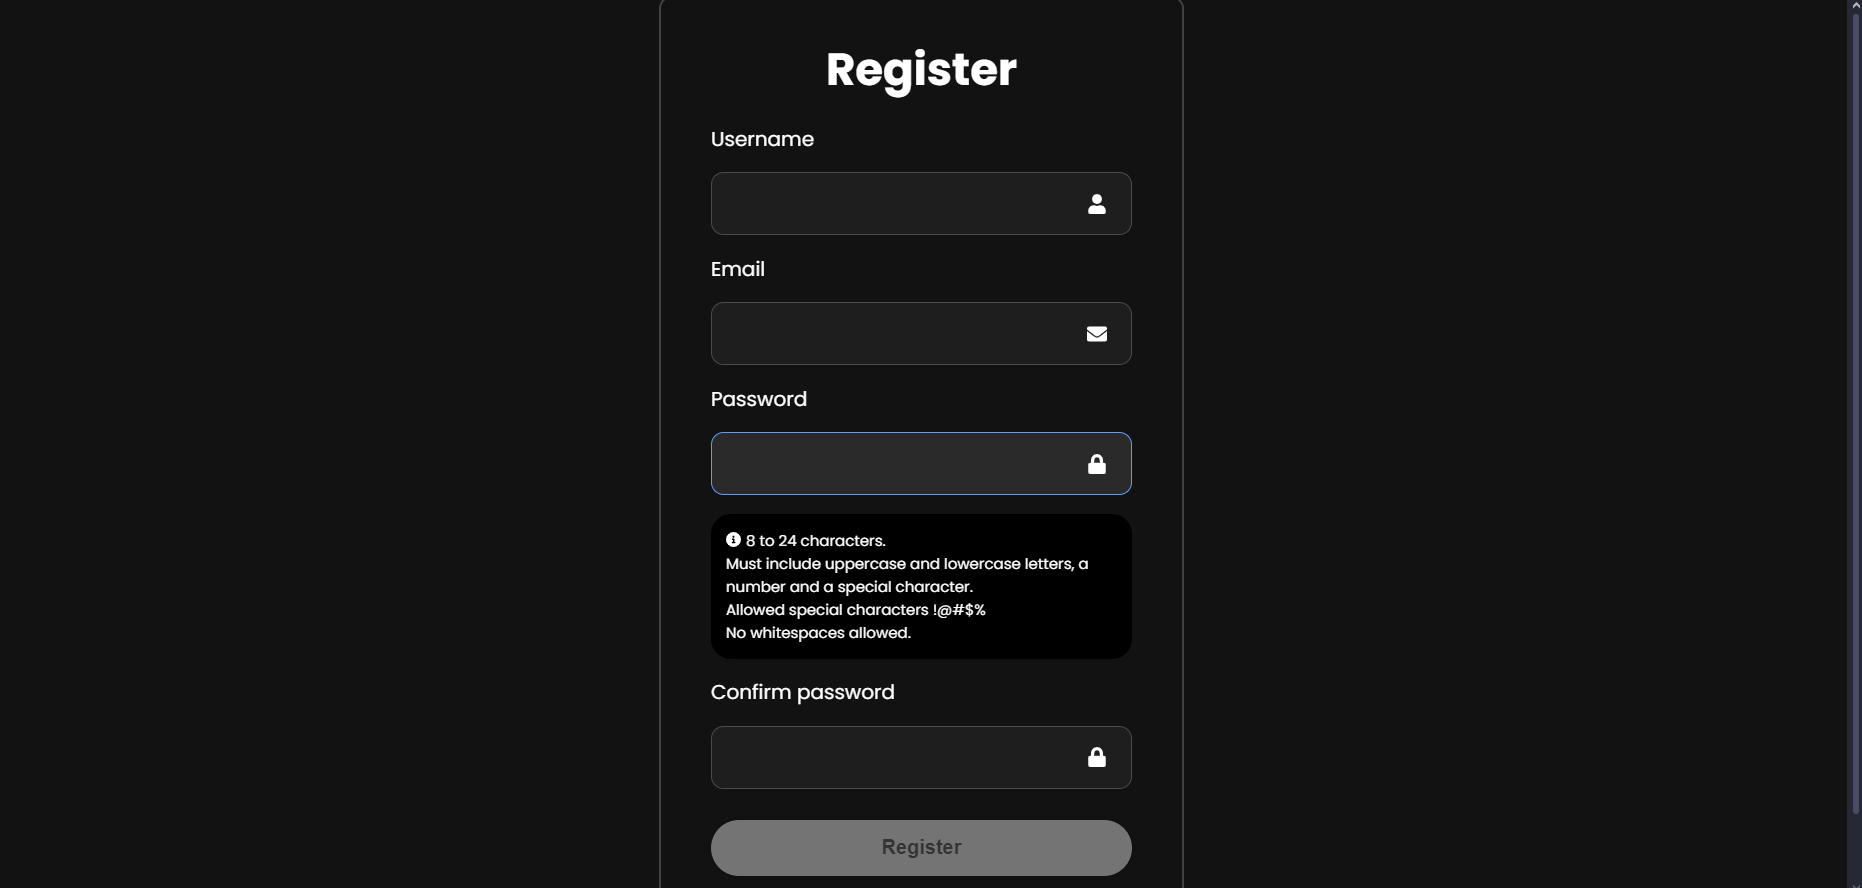 Register
Username
Email
Password
8 to 24 characters.
Must include uppercase and lowercase letters, a
number and a special character.
Allowed special characters !@#$%
No whitespaces allowed.
Confirm password
Register